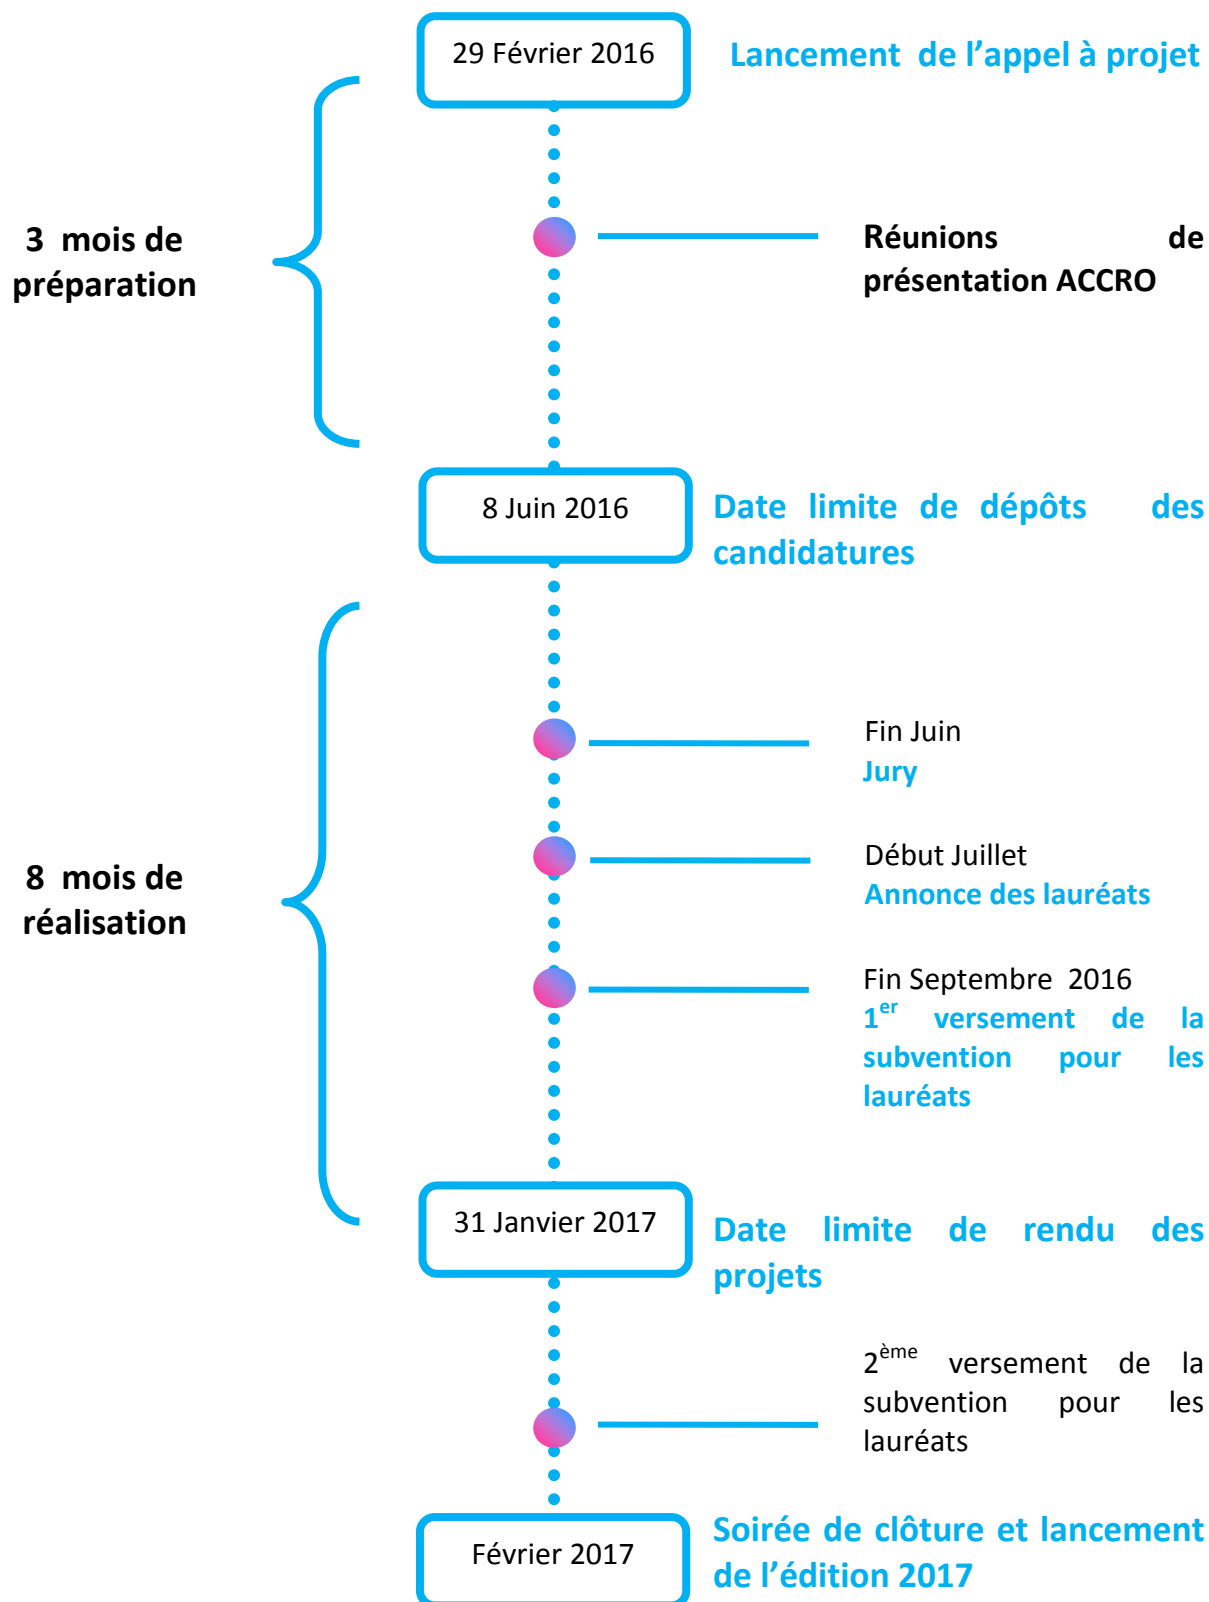 29 Février 2016
Lancement de l’appel à projet
3 mois de
préparation
Réunions de
présentation ACCRO
8 Juin 2016
Date limite de dépôts des
candidatures
Fin Juin
Jury
8 mois de
réalisation
Début Juillet
Annonce des lauréats
Fin Septembre 2016
1er versement de la
subvention pour les
lauréats
31 Janvier 2017
Date limite de rendu des
projets
2ème versement de la
subvention pour les
lauréats
Février 2017
Soirée de clôture et lancement
de l’édition 2017